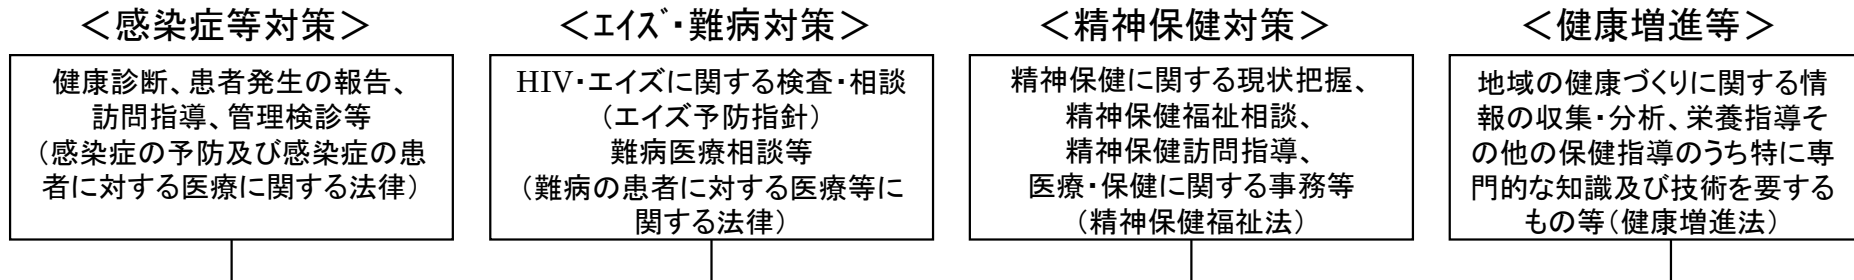 ＜感染症等対策＞
健康診断、患者発生の報告、
訪問指導、管理検診等
（感染症の予防及び感染症の患
者に対する医療に関する法律）
＜ｴｲｽﾞ・難病対策＞
HIV・エイズに関する検査・相談
（エイズ予防指針）
難病医療相談等
（難病の患者に対する医療等に
関する法律）
＜精神保健対策＞
精神保健に関する現状把握、
精神保健福祉相談、
精神保健訪問指導、
医療・保健に関する事務等
（精神保健福祉法）
＜健康増進等＞
地域の健康づくりに関する情
報の収集・分析、栄養指導そ
の他の保健指導のうち特に専
門的な知識及び技術を要する
もの等（健康増進法）